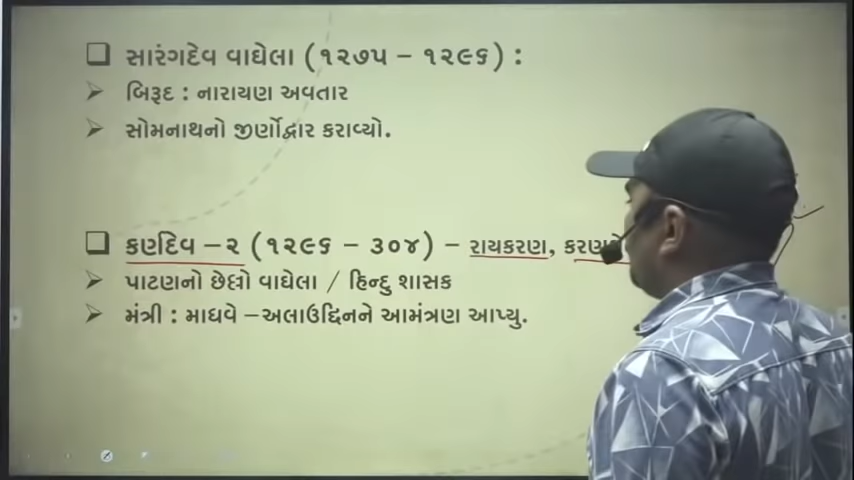 સારંગદેવ વાઘેલા (૧૨૭૫ – ૧૨૯૬) :
બિરૂદ : નારાયણ અવતાર
સોમનાથનો જીર્ણોદ્ધાર કરાવ્યો.
કર્ણદેવ –૨ (૧૨૯૬ – ૩૦૪) – રાયકરણ,
પાટણનો છેલ્લો વાઘેલા / હિન્દુ શાસક
મંત્રી : માધવે –અલાઉદ્દિનને આમંત્રણ આપ્યુ.